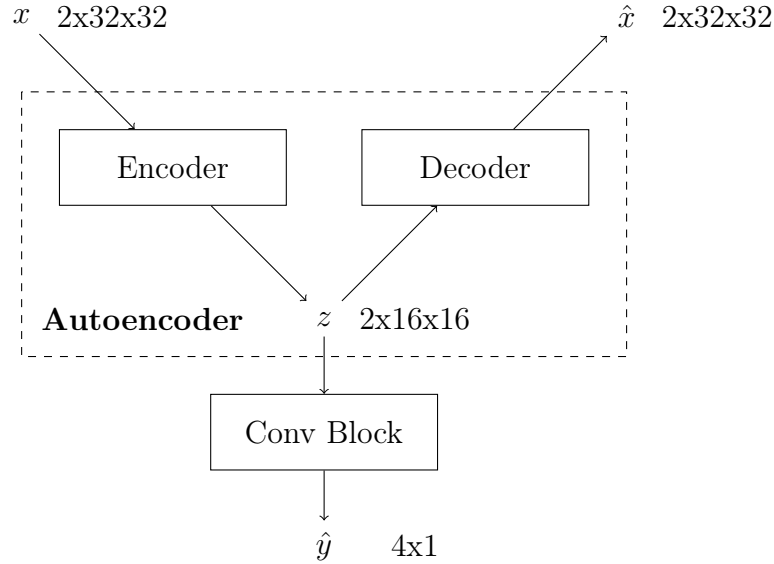 x 2x32x32
x̂ 2x32x32
Encoder
Decoder
Autoencoder
z 2x16x16
Conv Block
ŷ 4x1